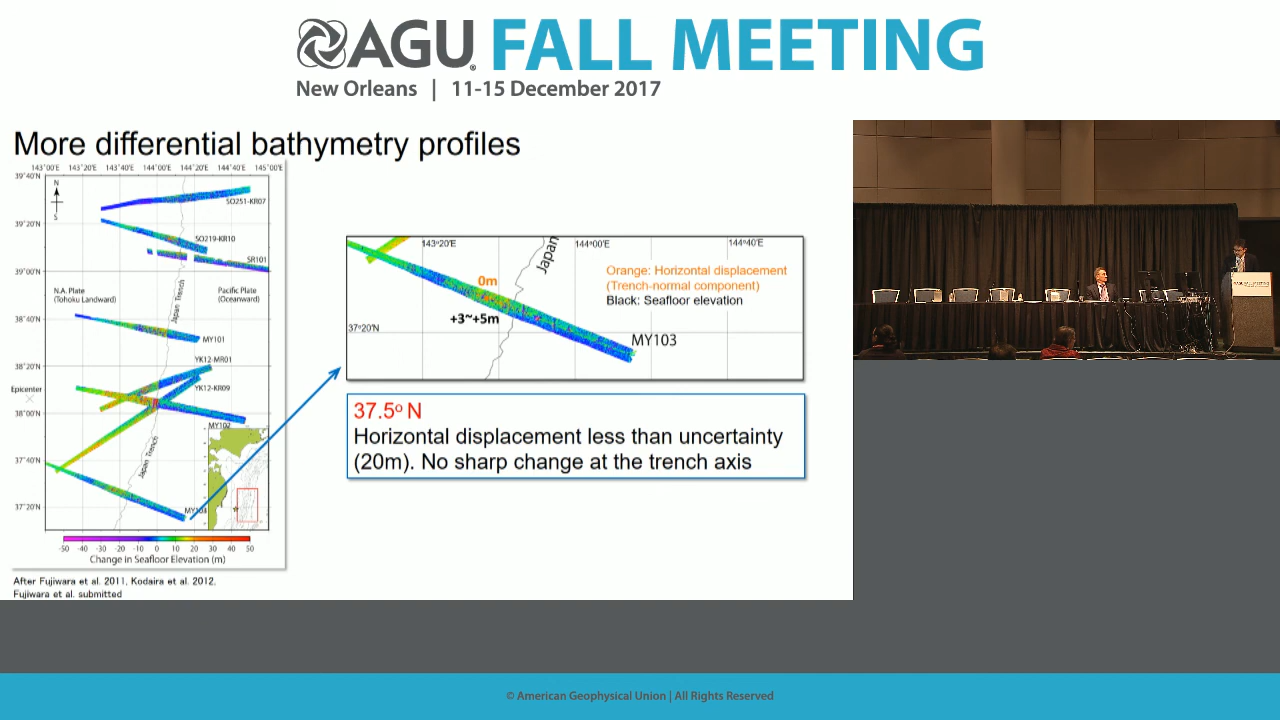 AGU FALL MEETING
New Orleans | 11-15 December 2017
More differential bathymetry profiles
143°00'E 143°20'E 143°40'E 144°00'E 144°20'E 144°40'E 145°00'E
39°40'N
N
S
SO251-KR07
39°20'N
SO219-KR10
SR101
39°00'N
N.A. Plate
(Tohoku Landward)
Japan Trench
Pacific Plate
(Oceanward)
38°40'N
MY101
YK12-MR01
38°20'N
YK12-KR09
Epicenter
38°00'N
MY102
Japan Trench
37°40'N
37°20'N
MY103
-50 -40 -30 -20 -10 0 10 20 30 40 50
Change in Seafloor Elevation (m)
After Fujiwara et al. 2011, Kodaira et al. 2012,
Fujiwara et al. submitted
143°20'E
Japan
144°00'E
144°40'E
Orange: Horizontal displacement
(Trench-normal component)
Black: Seafloor elevation
0m
+3~+5m
37°20'N
MY103
37.5° N
Horizontal displacement less than uncertainty
(20m). No sharp change at the trench axis
AGU FALL MEETING
© American Geophysical Union | All Rights Reserved